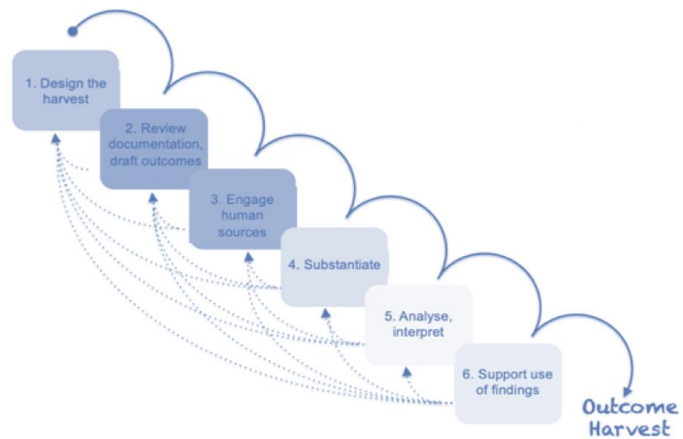 1. Design the
harvest
2. Review
documentation,
draft outcomes
3. Engage
human
sources
4. Substantiate
5. Analyse,
interpret
6. Support use
of findings
Outcome
Harvest